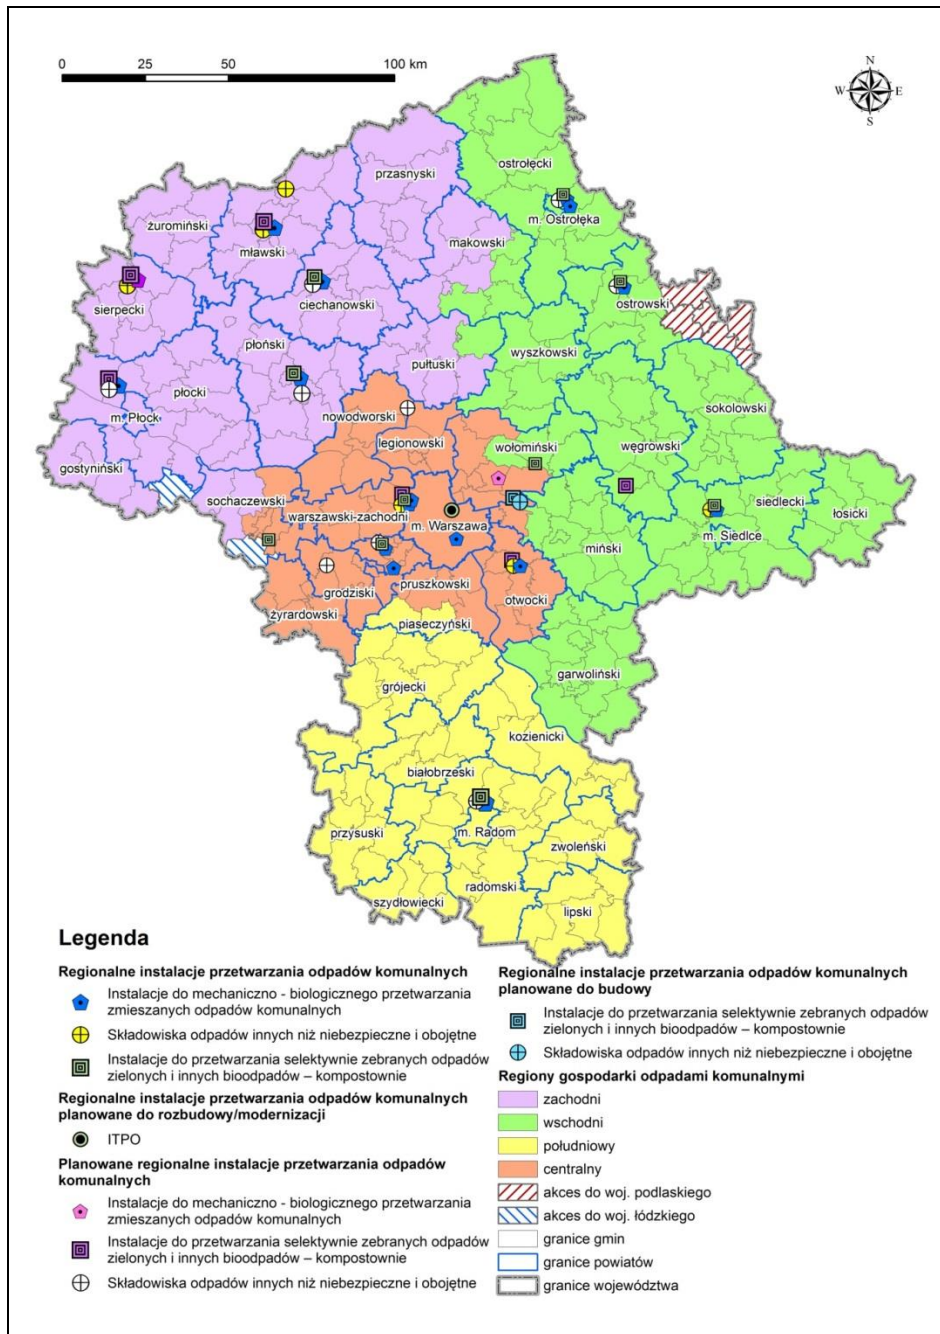 0 25 50 100 km
N
W E
S
ostrołęcki
przasnyski
m. Ostrołęka
żuromiński
mławski
makowski
ostrowski
ciechanowski
sierpecki
płoński
wyszkowski
pułtuski
płocki
sokolowski
m. Płock
nowodworski
legionowski
wołomiński
węgrowski
gostyniński
sochaczewski
siedlecki
warszawski-zachodni
łosicki
m. Warszawa
m. Siedlce
miński
pruszkowski
grodziski
otwocki
żyrardowski
piaseczyński
garwoliński
grójecki
kozienicki
białobrzeski
przysuski
m. Radom
zwoleński
radomski
szydłowiecki
lipski
Legenda
Regionalne instalacje przetwarzania odpadów komunalnych
Instalacje do mechaniczno - biologicznego przetwarzania
zmieszanych odpadów komunalnych
Składowiska odpadów innych niż niebezpieczne i obojętne
Instalacje do przetwarzania selektywnie zebranych odpadów
zielonych i innych bioodpadów – kompostownie
Regionalne instalacje przetwarzania odpadów komunalnych
planowane do rozbudowy/modernizacji
ITPO
Planowane regionalne instalacje przetwarzania odpadów
komunalnych
Instalacje do mechaniczno - biologicznego przetwarzania
zmieszanych odpadów komunalnych
Instalacje do przetwarzania selektywnie zebranych odpadów
zielonych i innych bioodpadów – kompostownie
Składowiska odpadów innych niż niebezpieczne i obojętne
Regionalne instalacje przetwarzania odpadów komunalnych
planowane do budowy
Instalacje do przetwarzania selektywnie zebranych odpadów
zielonych i innych bioodpadów – kompostownie
Składowiska odpadów innych niż niebezpieczne i obojętne
Regiony gospodarki odpadami komunalnymi
zachodni
wschodni
południowy
centralny
akces do woj. podlaskiego
akces do woj. łódzkiego
granice gmin
granice powiatów
granice województwa